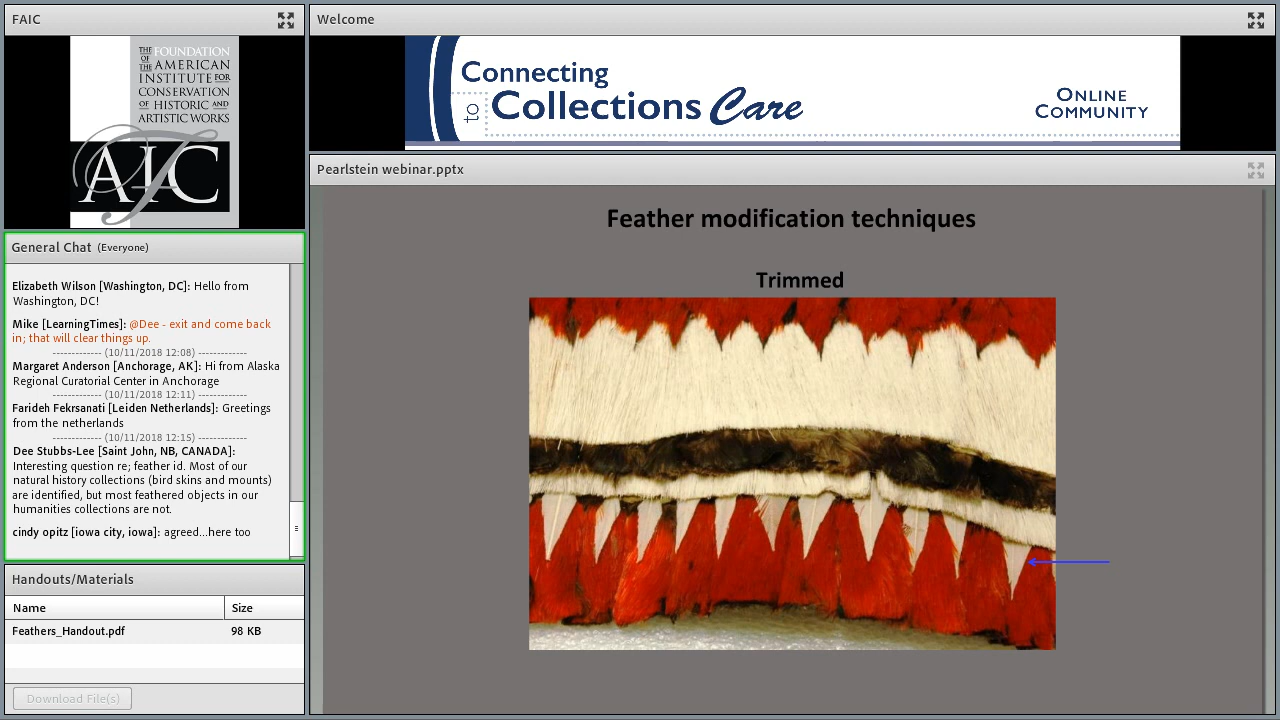 FAIC
THE FOUNDATION
OF THE AMERICAN
INSTITUTE FOR
CONSERVATION
OF HISTORIC AND
ARTISTIC WORKS
AIC
General Chat (Everyone)
Elizabeth Wilson [Washington, DC]: Hello from
Washington, DC!
Mike [LearningTimes]: @Dee - exit and come back
in; that will clear things up.
------------- (10/11/2018 12:08) -------------
Margaret Anderson [Anchorage, AK]: Hi from Alaska
Regional Curatorial Center in Anchorage
------------- (10/11/2018 12:11) -------------
Farideh Fekrsanati [Leiden Netherlands]: Greetings
from the netherlands
------------- (10/11/2018 12:15) -------------
Dee Stubbs-Lee [Saint John, NB, CANADA]:
Interesting question re; feather id. Most of our
natural history collections (bird skins and mounts)
are identified, but most feathered objects in our
humanities collections are not.
cindy opitz [iowa city, iowa]: agreed...here too
Handouts/Materials
Name Size
Feathers_Handout.pdf 98 KB
Download File(s)
Welcome
Connecting
to Collections Care
ONLINE
COMMUNITY
Pearlstein webinar.pptx
Feather modification techniques
Trimmed